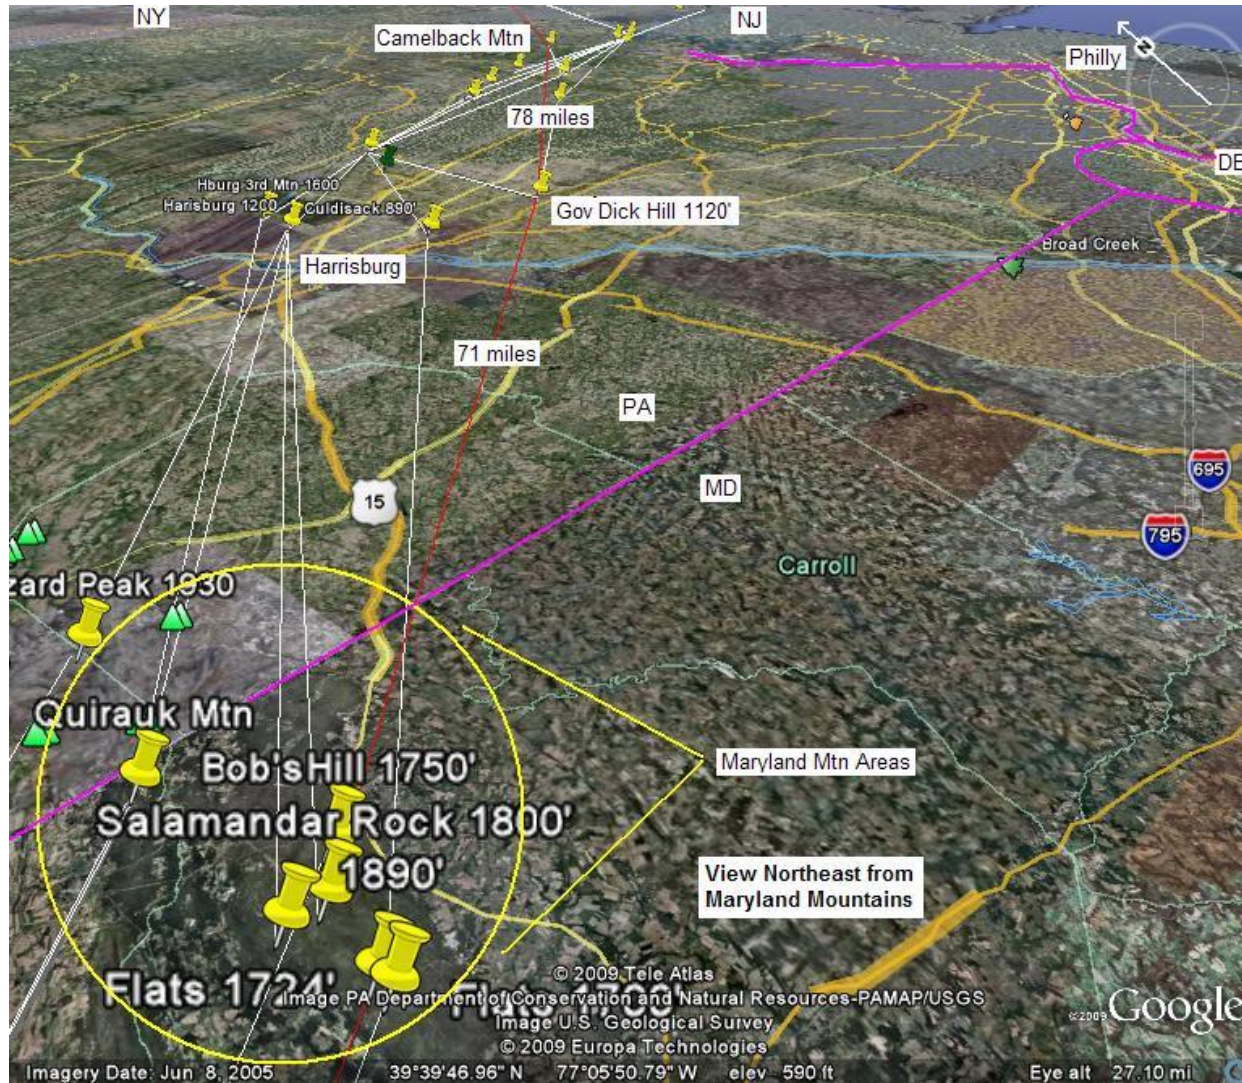 NY
NJ
Camelback Mtn
Philly
N
78 miles
DE
Hburg 3rd Mtn 1600
Harisburg 1200
Culdisack 890'
Gov Dick Hill 1120'
Broad Creek
Harrisburg
71 miles
PA
MD
695
15
795
Carroll
zard Peak 1930
Quirauk Mtn
Bob's Hill 1750'
Maryland Mtn Areas
Salamandar Rock 1800'
1890'
View Northeast from
Maryland Mountains
Flats 1724'
Flats
© 2009 Tele Atlas
Image PA Department of Conservation and Natural Resources-PAMAP/USGS
Image U.S. Geological Survey
© 2009 Europa Technologies
©2009 Google
Imagery Date: Jun 8, 2005
39°39'46.96" N 77°05'50.79" W elev 590 ft
Eye alt 27.10 mi